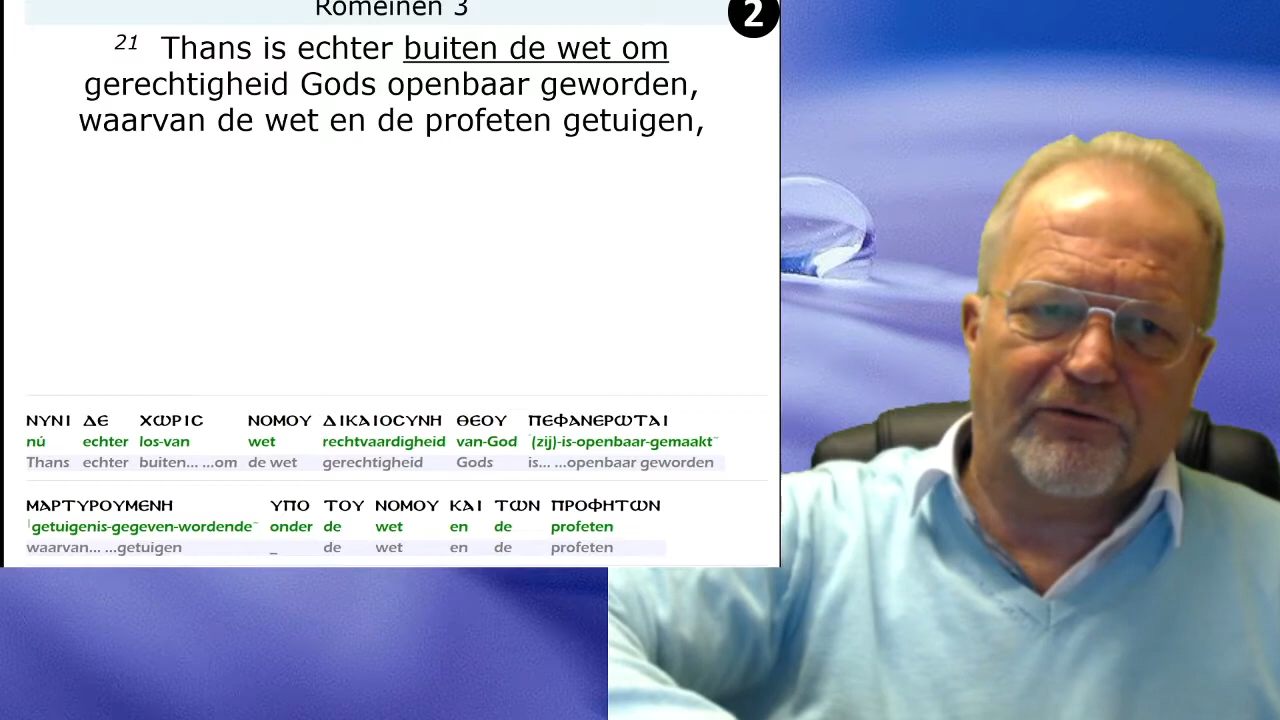 Romeinen 3
2
21 Thans is echter buiten de wet om
gerechtigheid Gods openbaar geworden,
waarvan de wet en de profeten getuigen,
ΝΥΝΙ ΔΕ ΧΩΡΙϹ ΝΟΜΟΥ ΔΙΚΑΙΟϹΥΝΗ ΘΕΟΥ ΠΕΦΑΝΕΡΩΤΑΙ
nú echter los-van wet rechtvaardigheid van-God ˈ(zij)-is-openbaar-gemaakt~
Thans echter buiten... ...om de wet gerechtigheid Gods is... ...openbaar geworden
ΜΑΡΤΥΡΟΥΜΕΝΗ ΥΠΟ ΤΟΥ ΝΟΜΟΥ ΚΑΙ ΤΩΝ ΠΡΟΦΗΤΩΝ
ˈgetuigenis-gegeven-wordende~ onder de wet en de profeten
waarvan... ...getuigen _ de wet en de profeten